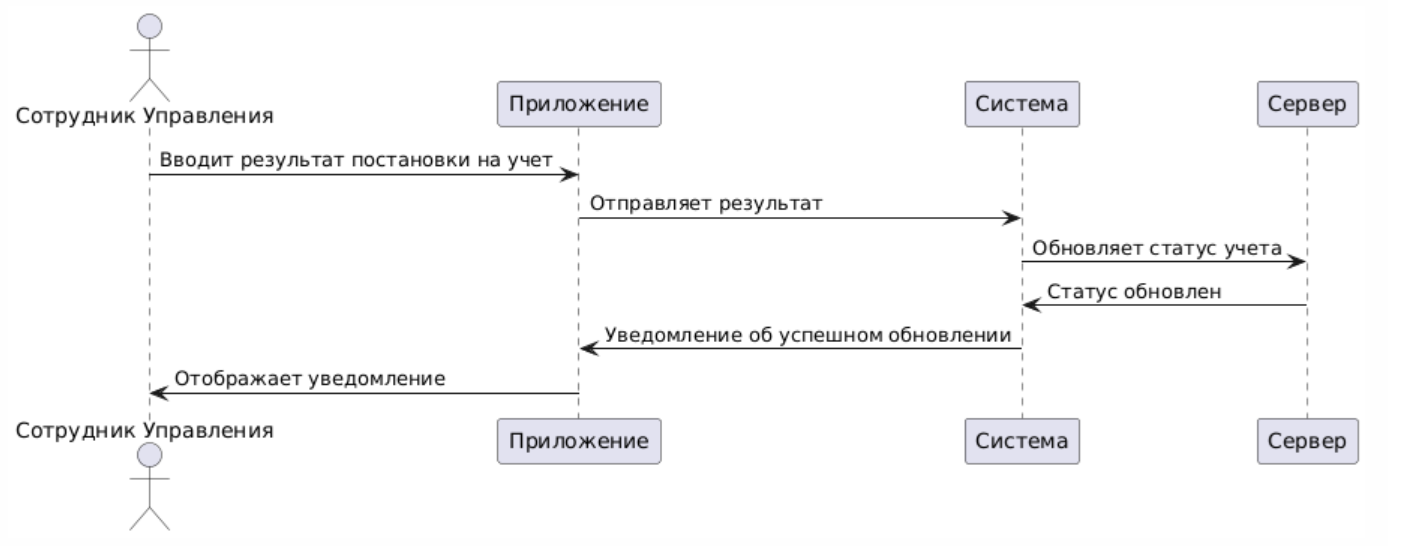 Сотрудник Управления
Приложение
Система
Сервер
Вводит результат постановки на учет
Отправляет результат
Обновляет статус учета
Статус обновлен
Уведомление об успешном обновлении
Отображает уведомление
Сотрудник Управления
Приложение
Система
Сервер